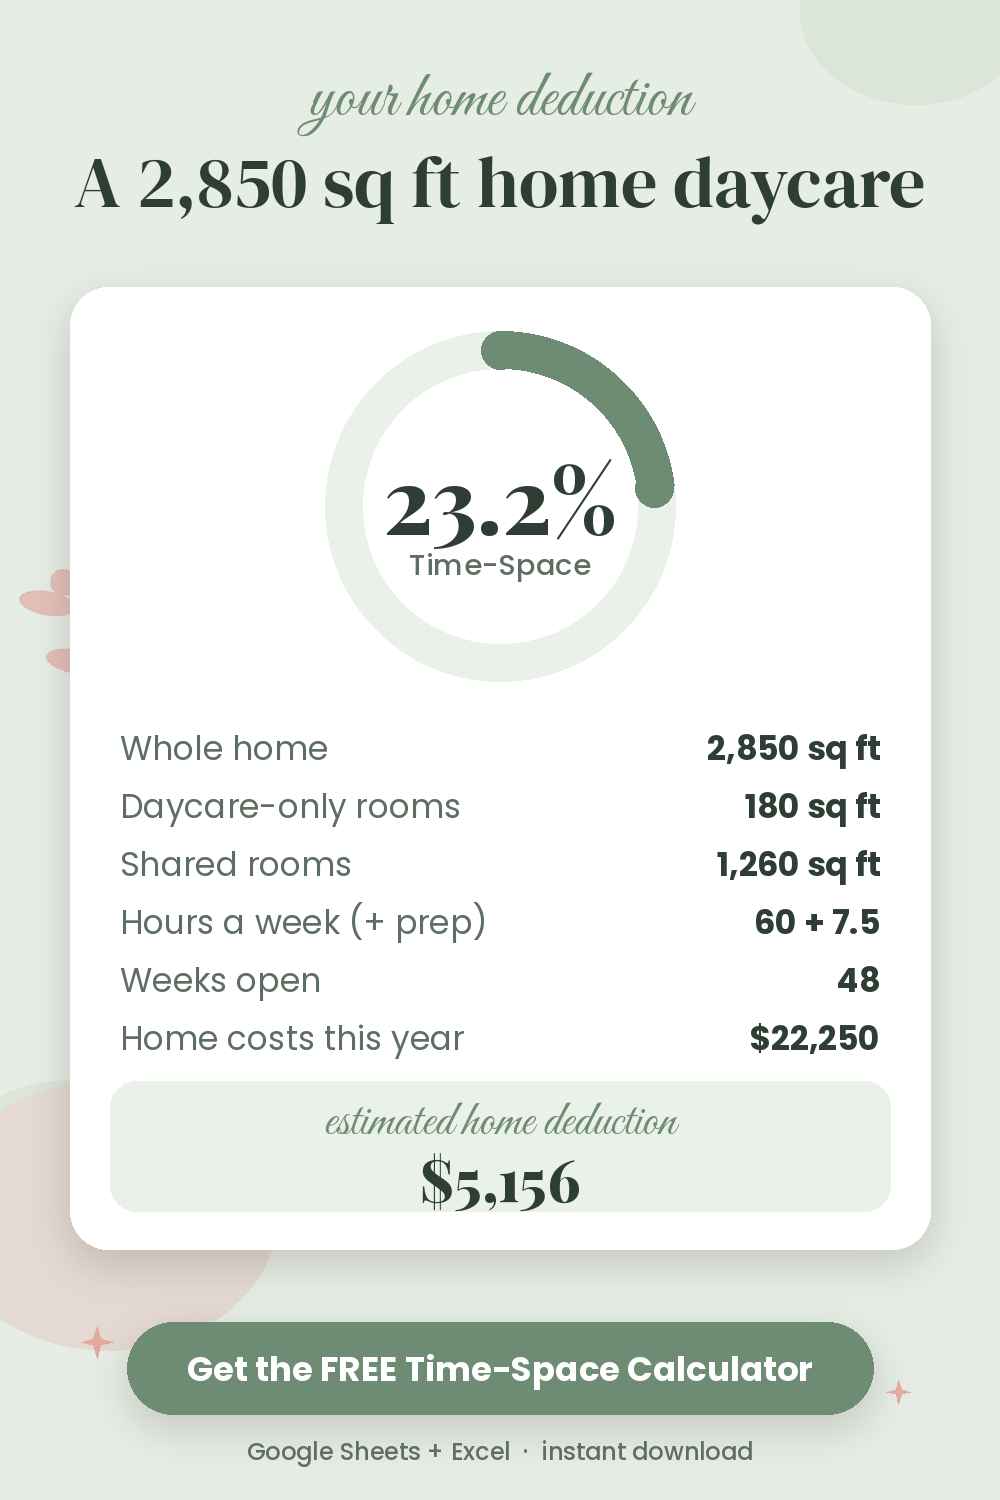 your home deduction
A 2,850 sq ft home daycare
23.2%
Time-Space
Whole home 2,850 sq ft
Daycare-only rooms 180 sq ft
Shared rooms 1,260 sq ft
Hours a week (+ prep) 60 + 7.5
Weeks open 48
Home costs this year $22,250
estimated home deduction
$5,156
Get the FREE Time-Space Calculator
Google Sheets + Excel · instant download